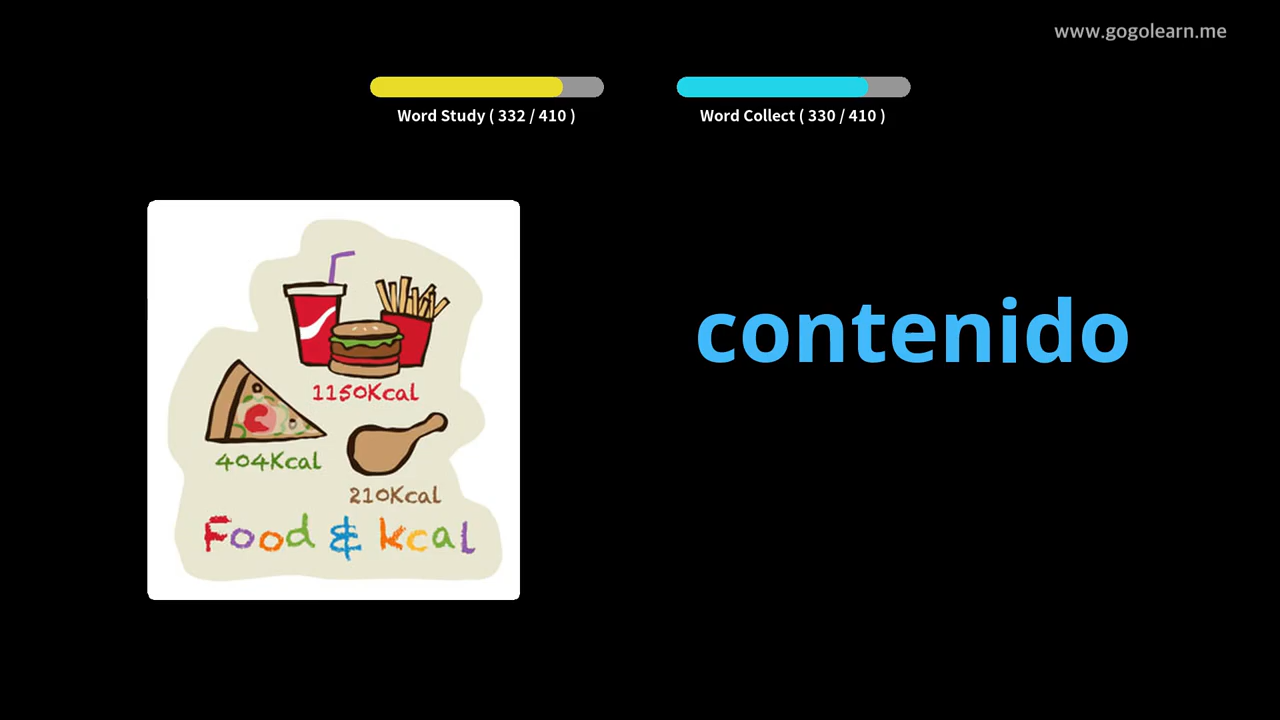 www.gogolearn.me
Word Study ( 332 / 410 )
Word Collect ( 330 / 410 )
contenido
1150Kcal
404Kcal
210Kcal
Food & kcal